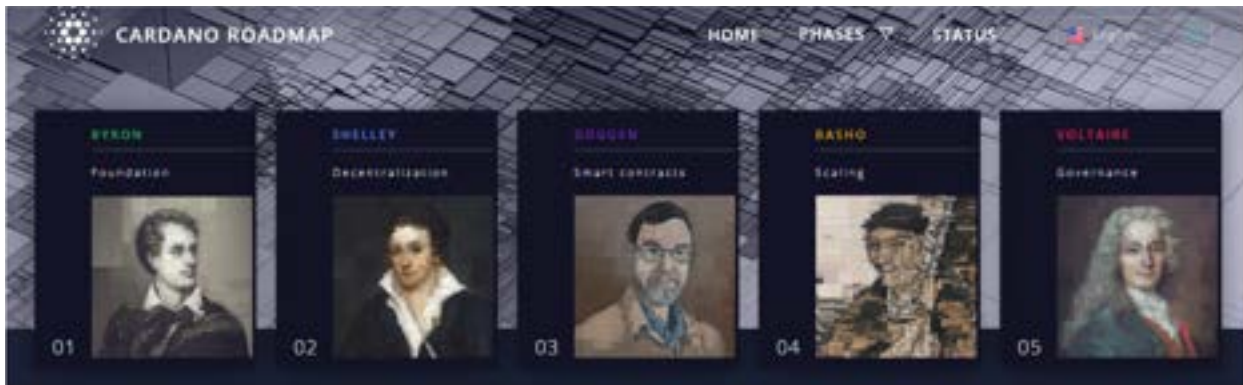 CARDANO ROADMAP
HOME PHASES STATUS
BYRON
Foundation
01
SHELLEY
Decentralization
02
GOGUEN
Smart contracts
03
BASHO
Scaling
04
VOLTAIRE
Governance
05